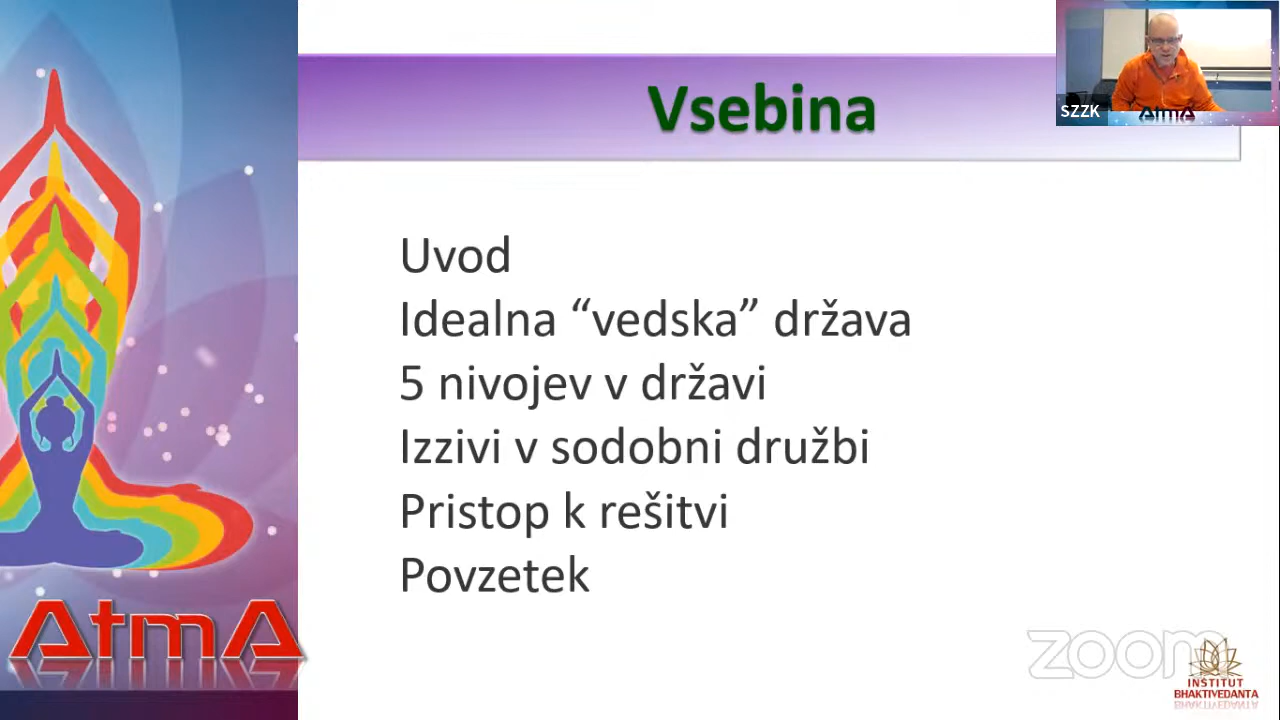 Vsebina
SZZK
AtmA
Uvod
Idealna “vedska” država
5 nivojev v državi
Izzivi v sodobni družbi
Pristop k rešitvi
Povzetek
AtmA
zoom
INŠTITUT
BHAKTIVEDANTA